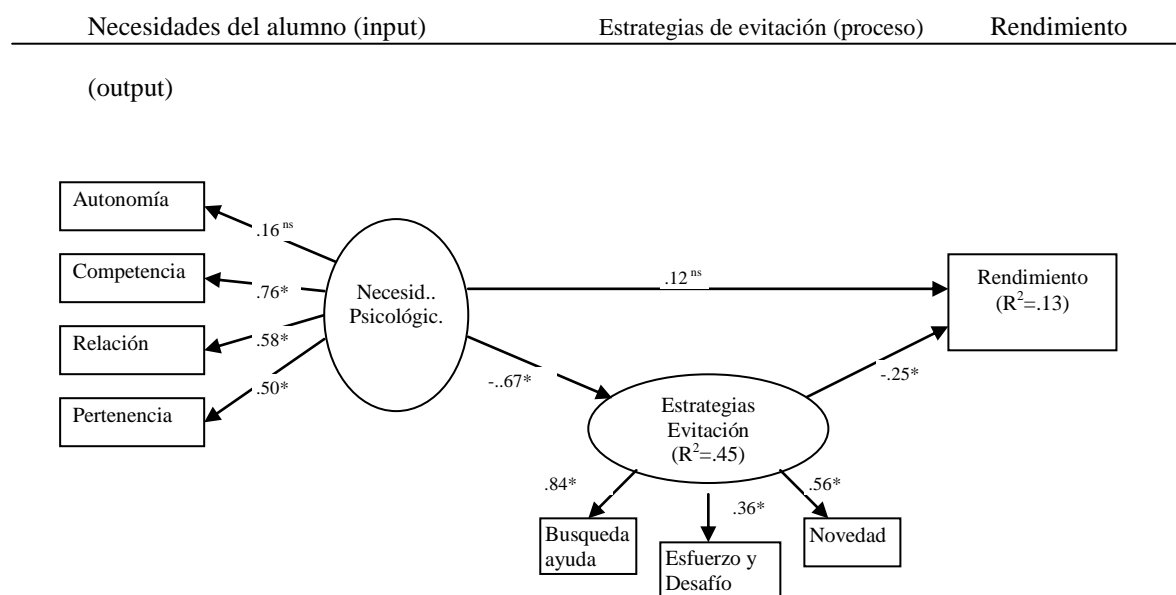 Necesidades del alumno (input) Estrategias de evitación (proceso) Rendimiento
(output)
Autonomía
.16 ns
Competencia
.76*
Relación
.58*
Pertenencia
.50*
Necesid..
Psicológic.
.12 ns
Rendimiento
(R²=.13)
-..67*
-.25*
Estrategias
Evitación
(R²=.45)
.84*
.36*
.56*
Busqueda
ayuda
Esfuerzo y
Desafío
Novedad